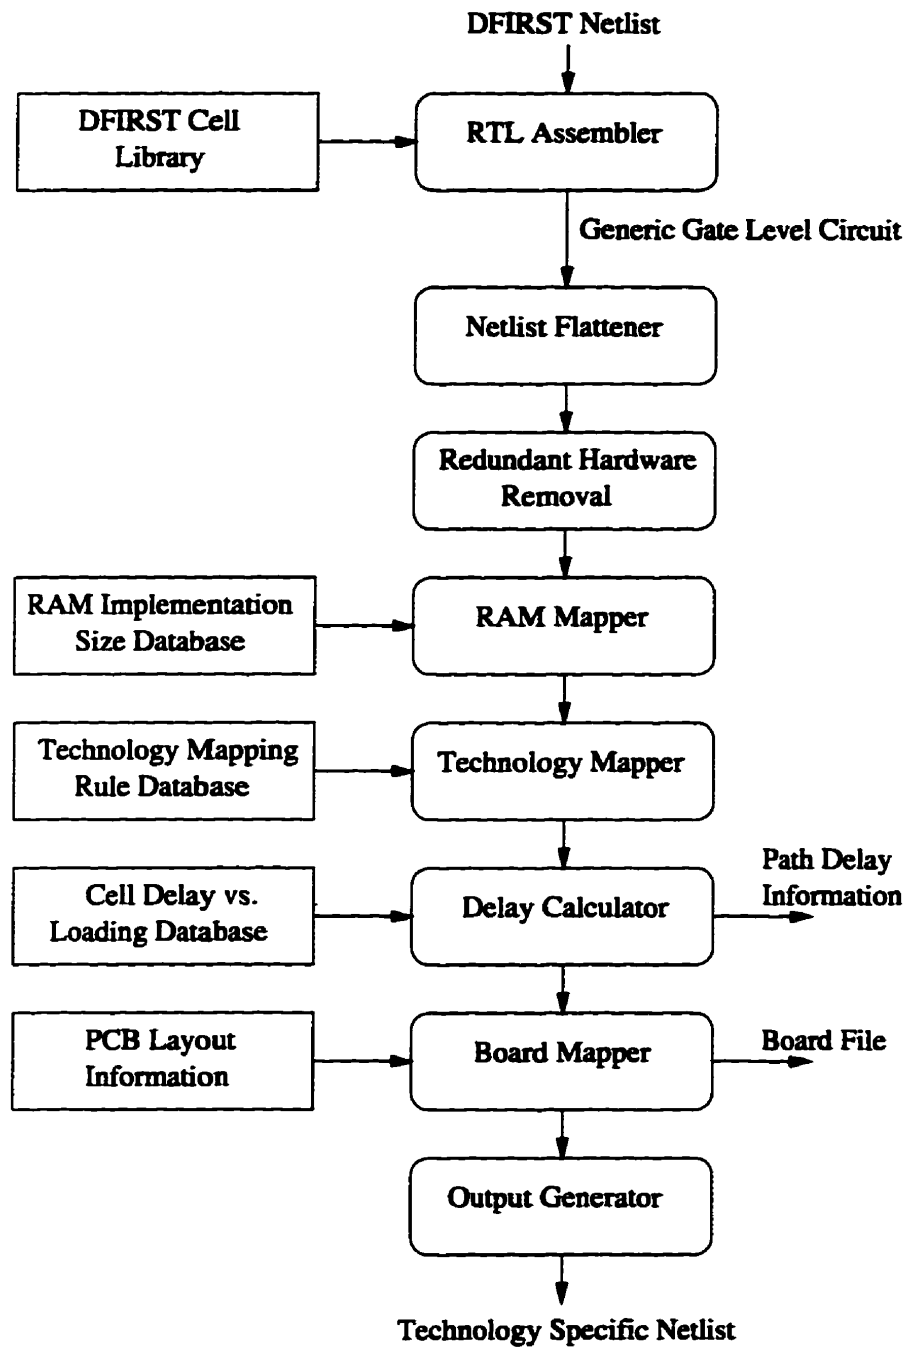 DFIRST Netlist
DFIRST Cell
Library
RTL Assembler
Generic Gate Level Circuit
Netlist Flattener
Redundant Hardware
Removal
RAM Implementation
Size Database
RAM Mapper
Technology Mapping
Rule Database
Technology Mapper
Cell Delay vs.
Loading Database
Delay Calculator
Path Delay
Information
PCB Layout
Information
Board Mapper
Board File
Output Generator
Technology Specific Netlist